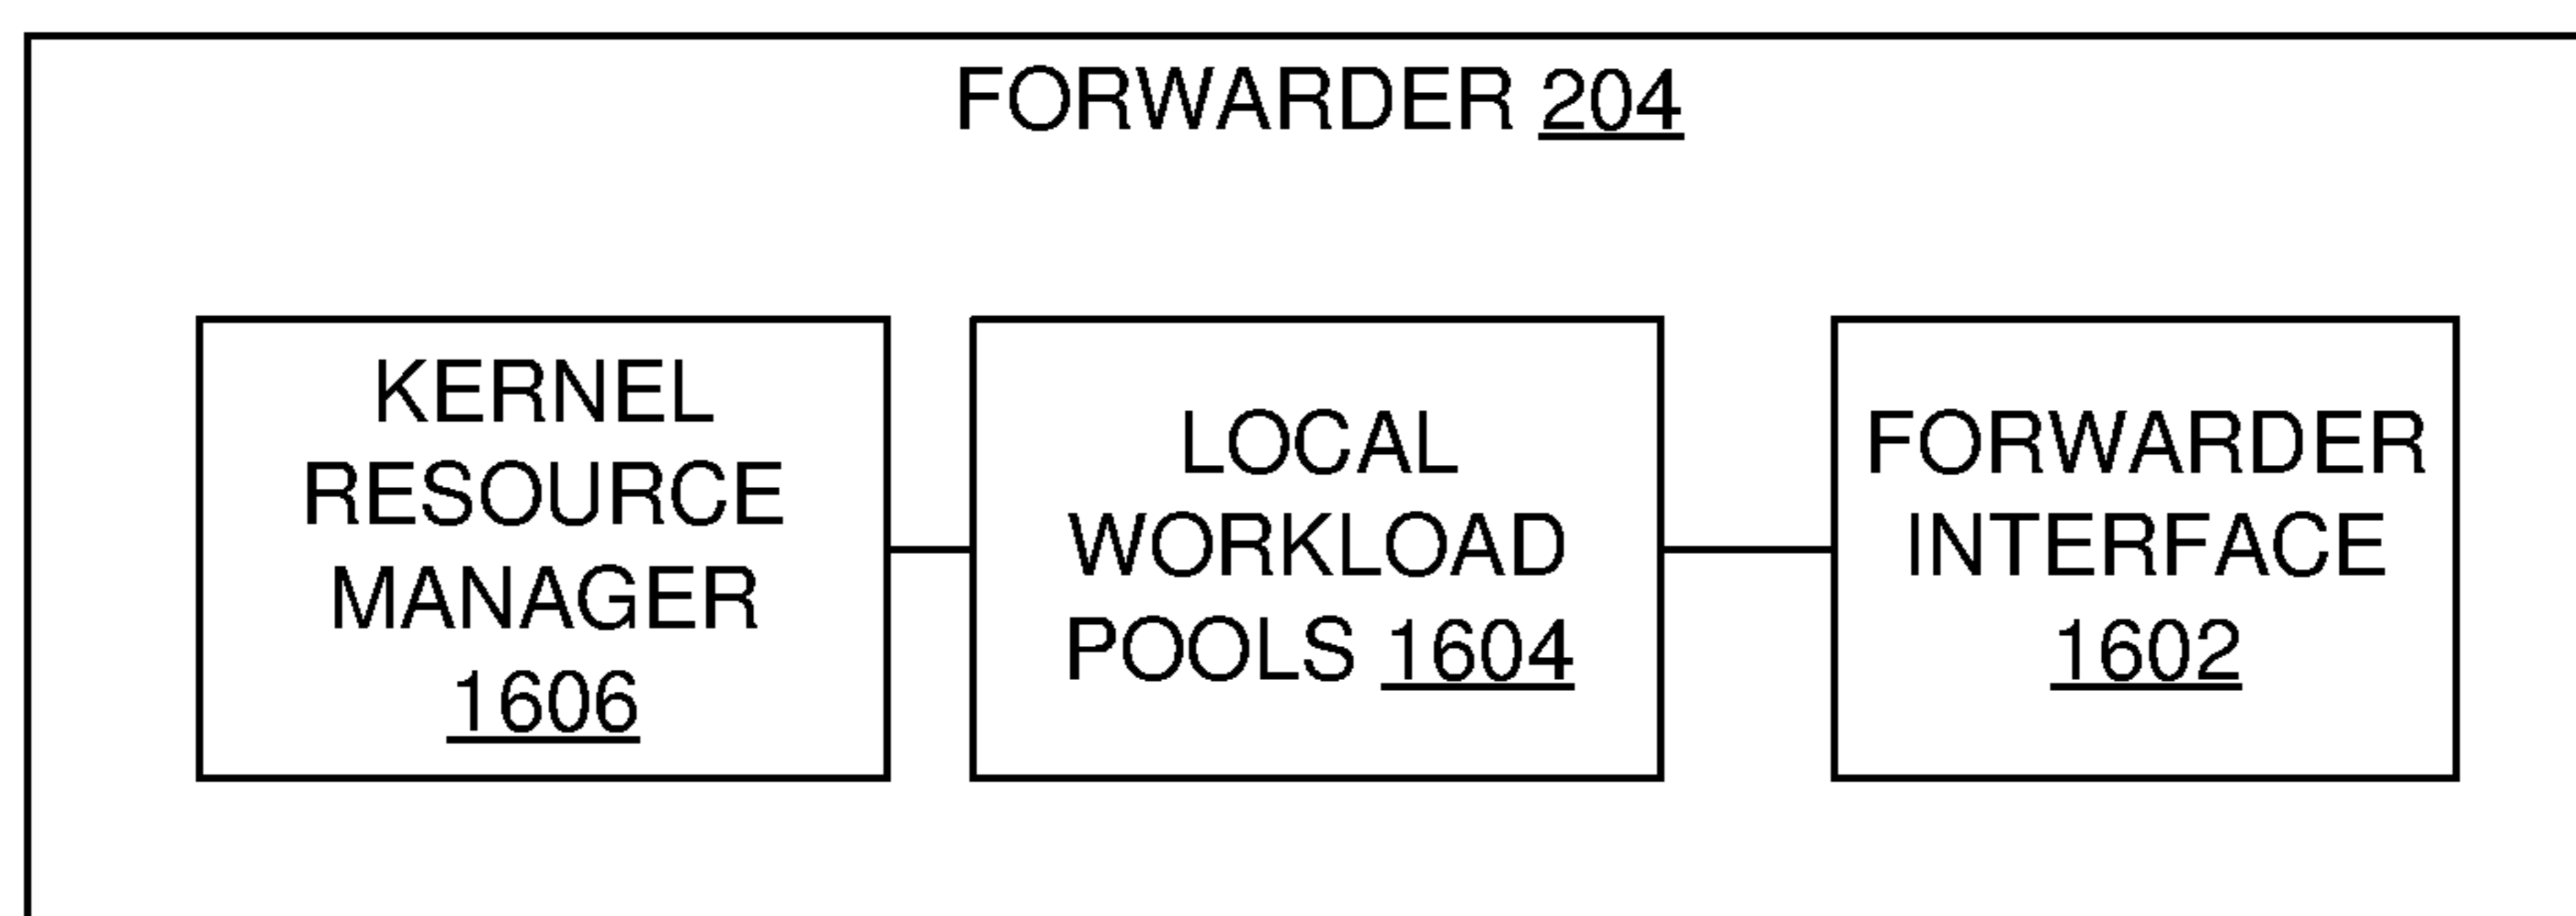 FORWARDER 204
KERNEL
RESOURCE
MANAGER
1606
LOCAL
WORKLOAD
POOLS 1604
FORWARDER
INTERFACE
1602